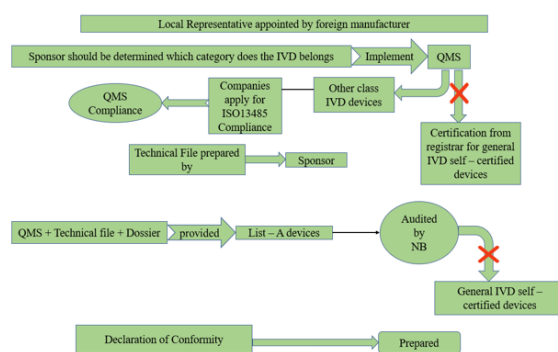 Local Representative appointed by foreign manufacturer
Sponsor should be determined which category does the IVD belongs
Implement
QMS
QMS
Compliance
Companies
apply for
ISO13485
Compliance
Other class
IVD devices
Certification from
registrar for general
IVD self – certified
devices
Technical File prepared
by
Sponsor
QMS + Technical file + Dossier
provided
List – A devices
Audited
by
NB
General IVD self –
certified devices
Declaration of Conformity
Prepared